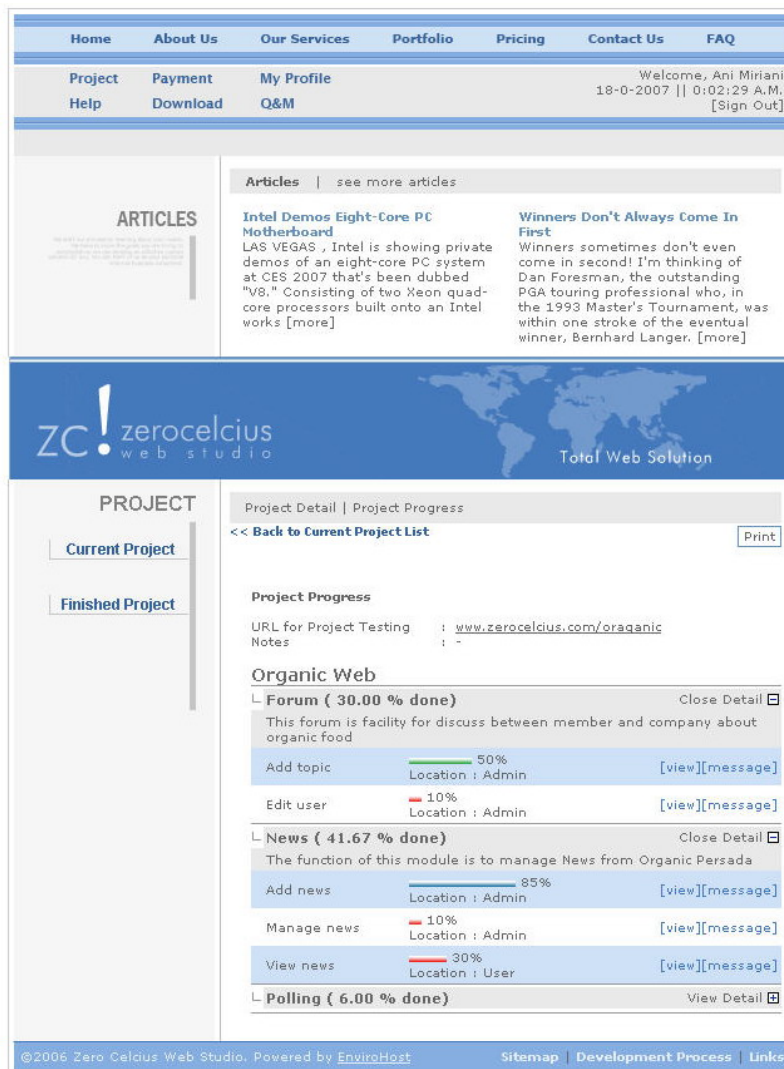 Home About Us Our Services Portfolio Pricing Contact Us FAQ
Project Payment My Profile
Help Download Q&M
Welcome, Ani Miriani
18-0-2007 || 0:02:29 A.M.
[Sign Out]
ARTICLES
Articles | see more articles
Intel Demos Eight-Core PC
Motherboard
LAS VEGAS , Intel is showing private
demos of an eight-core PC system
at CES 2007 that's been dubbed
"V8." Consisting of two Xeon quad-
core processors built onto an Intel
works [more]
Winners Don't Always Come In
First
Winners sometimes don't even
come in second! I'm thinking of
Dan Foresman, the outstanding
PGA touring professional who, in
the 1993 Master's Tournament, was
within one stroke of the eventual
winner, Bernhard Langer. [more]
ZC! zerocelcius
web studio
Total Web Solution
PROJECT
Current Project
Finished Project
Project Detail | Project Progress
<< Back to Current Project List
Print
Project Progress
URL for Project Testing : www.zerocelcius.com/oraganic
Notes : -
Organic Web
Forum ( 30.00 % done) Close Detail
This forum is facility for discuss between member and company about
organic food
Add topic 50%
Location : Admin [view][message]
Edit user 10%
Location : Admin [view][message]
News ( 41.67 % done) Close Detail
The function of this module is to manage News from Organic Persada
Add news 85%
Location : Admin [view][message]
Manage news 10%
Location : Admin [view][message]
View news 30%
Location : User [view][message]
Polling ( 6.00 % done) View Detail
©2006 Zero Celcius Web Studio. Powered by EnviroHost Sitemap | Development Process | Links